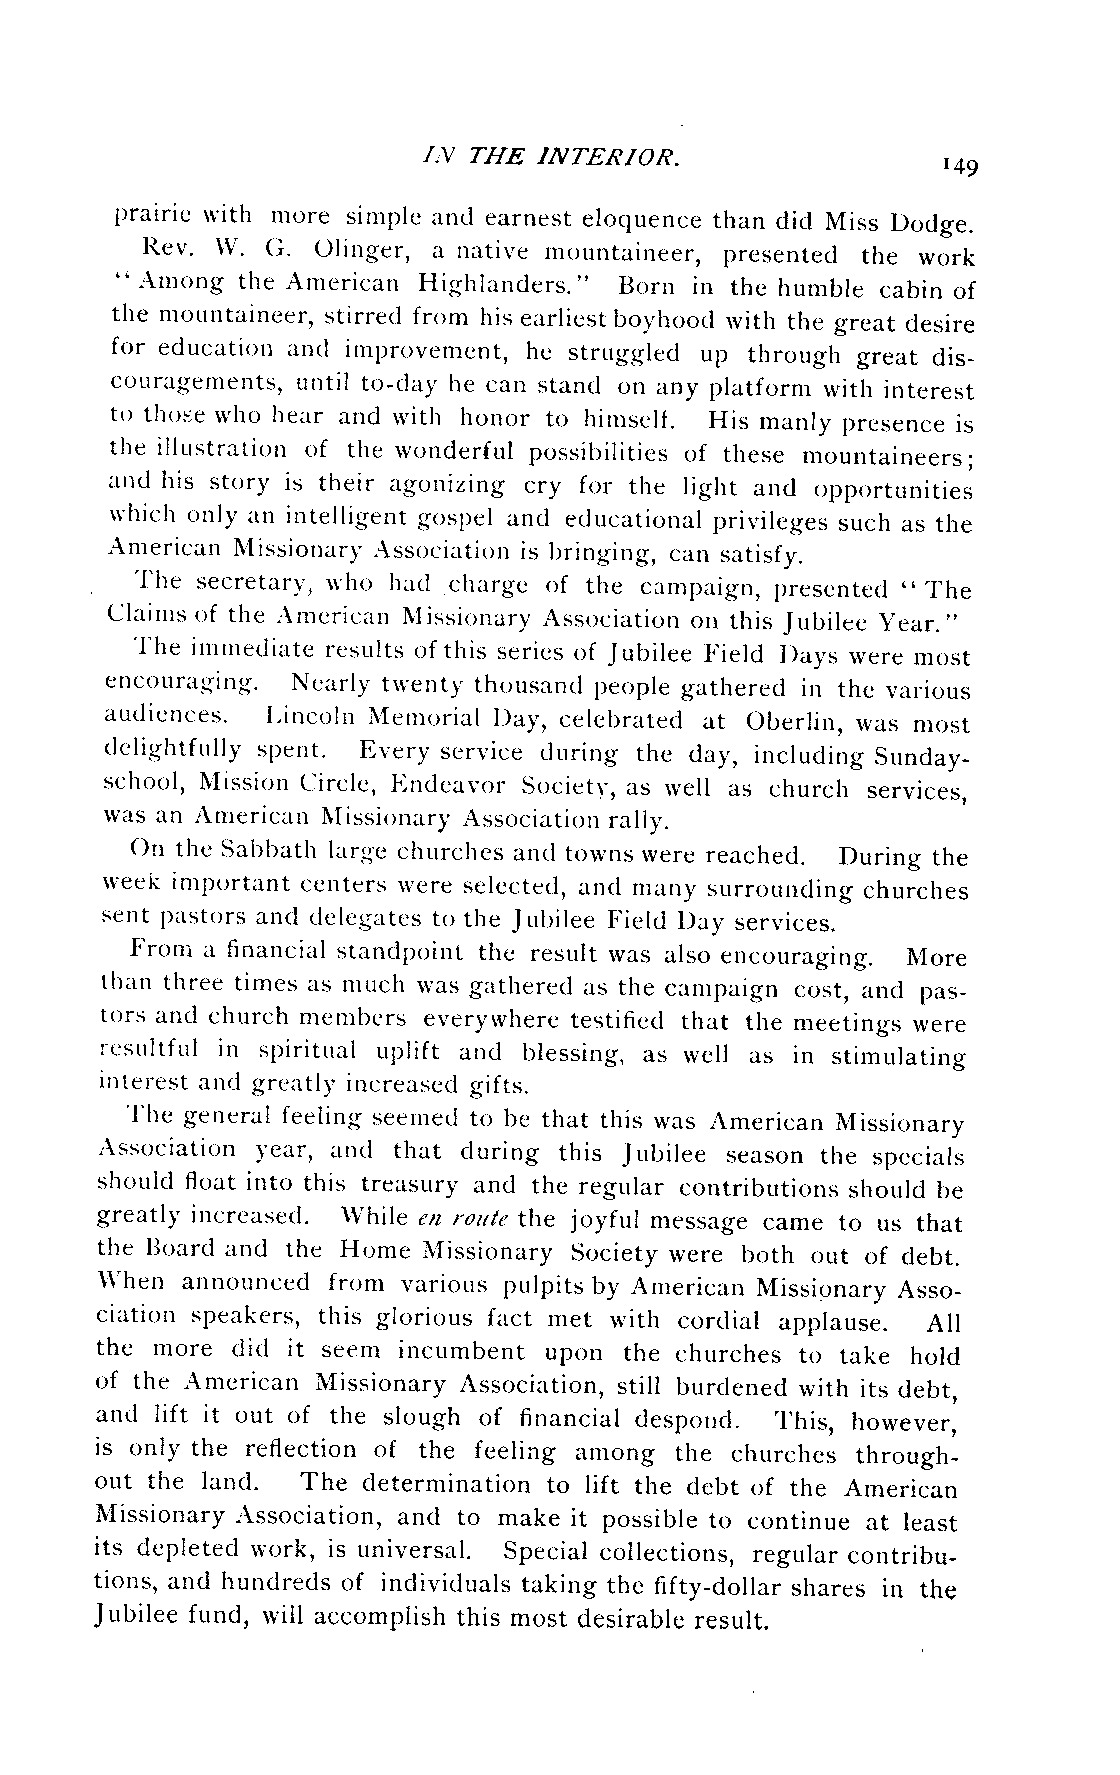 IN THE INTERIOR. 149
prairie with more simple and earnest eloquence than did Miss Dodge.
Rev. W. G. Olinger, a native mountaineer, presented the work
“ Among the American Highlanders.” Born in the humble cabin of
the mountaineer, stirred from his earliest boyhood with the great desire
for education and improvement, he struggled up through great dis-
couragements, until to-day he can stand on any platform with interest
to those who hear and with honor to himself. His manly presence is
the illustration of the wonderful possibilities of these mountaineers;
and his story is their agonizing cry for the light and opportunities
which only an intelligent gospel and educational privileges such as the
American Missionary Association is bringing, can satisfy.
The secretary, who had charge of the campaign, presented “ The
Claims of the American Missionary Association on this Jubilee Year.”
The immediate results of this series of Jubilee Field Days were most
encouraging. Nearly twenty thousand people gathered in the various
audiences. Lincoln Memorial Day, celebrated at Oberlin, was most
delightfully spent. Every service during the day, including Sunday-
school, Mission Circle, Endeavor Society, as well as church services,
was an American Missionary Association rally.
On the Sabbath large churches and towns were reached. During the
week important centers were selected, and many surrounding churches
sent pastors and delegates to the Jubilee Field Day services.
From a financial standpoint the result was also encouraging. More
than three times as much was gathered as the campaign cost, and pas-
tors and church members everywhere testified that the meetings were
resultful in spiritual uplift and blessing, as well as in stimulating
interest and greatly increased gifts.
The general feeling seemed to be that this was American Missionary
Association year, and that during this Jubilee season the specials
should float into this treasury and the regular contributions should be
greatly increased. While en route the joyful message came to us that
the Board and the Home Missionary Society were both out of debt.
When announced from various pulpits by American Missionary Asso-
ciation speakers, this glorious fact met with cordial applause. All
the more did it seem incumbent upon the churches to take hold
of the American Missionary Association, still burdened with its debt,
and lift it out of the slough of financial despond. This, however,
is only the reflection of the feeling among the churches through-
out the land. The determination to lift the debt of the American
Missionary Association, and to make it possible to continue at least
its depleted work, is universal. Special collections, regular contribu-
tions, and hundreds of individuals taking the fifty-dollar shares in the
Jubilee fund, will accomplish this most desirable result.